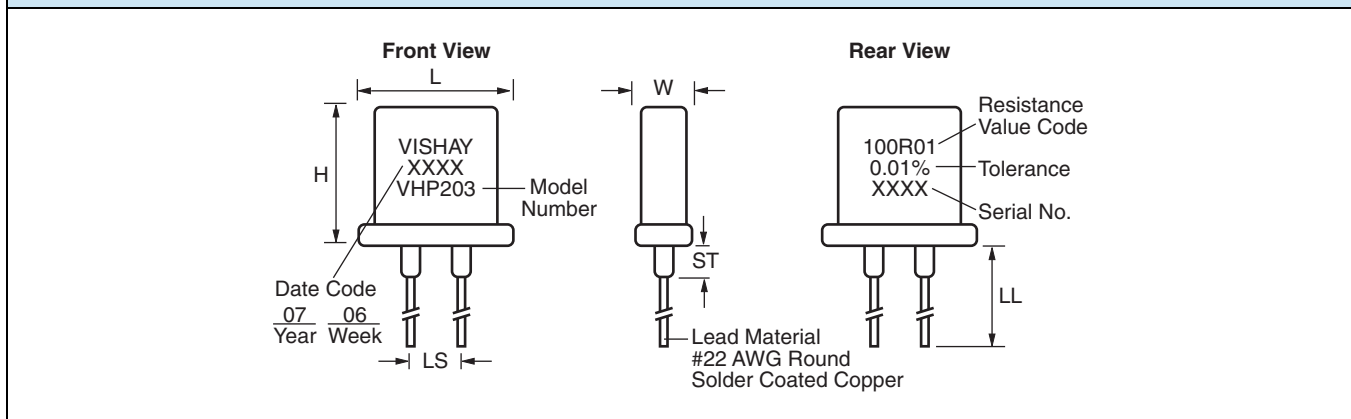 Front View
L
H
VISHAY
XXXX
VHP203
Model
Number
Date Code
07 06
Year Week
LS
W
ST
Lead Material
#22 AWG Round
Solder Coated Copper
Rear View
100R01
0.01%
XXXX
Resistance
Value Code
Tolerance
Serial No.
LL